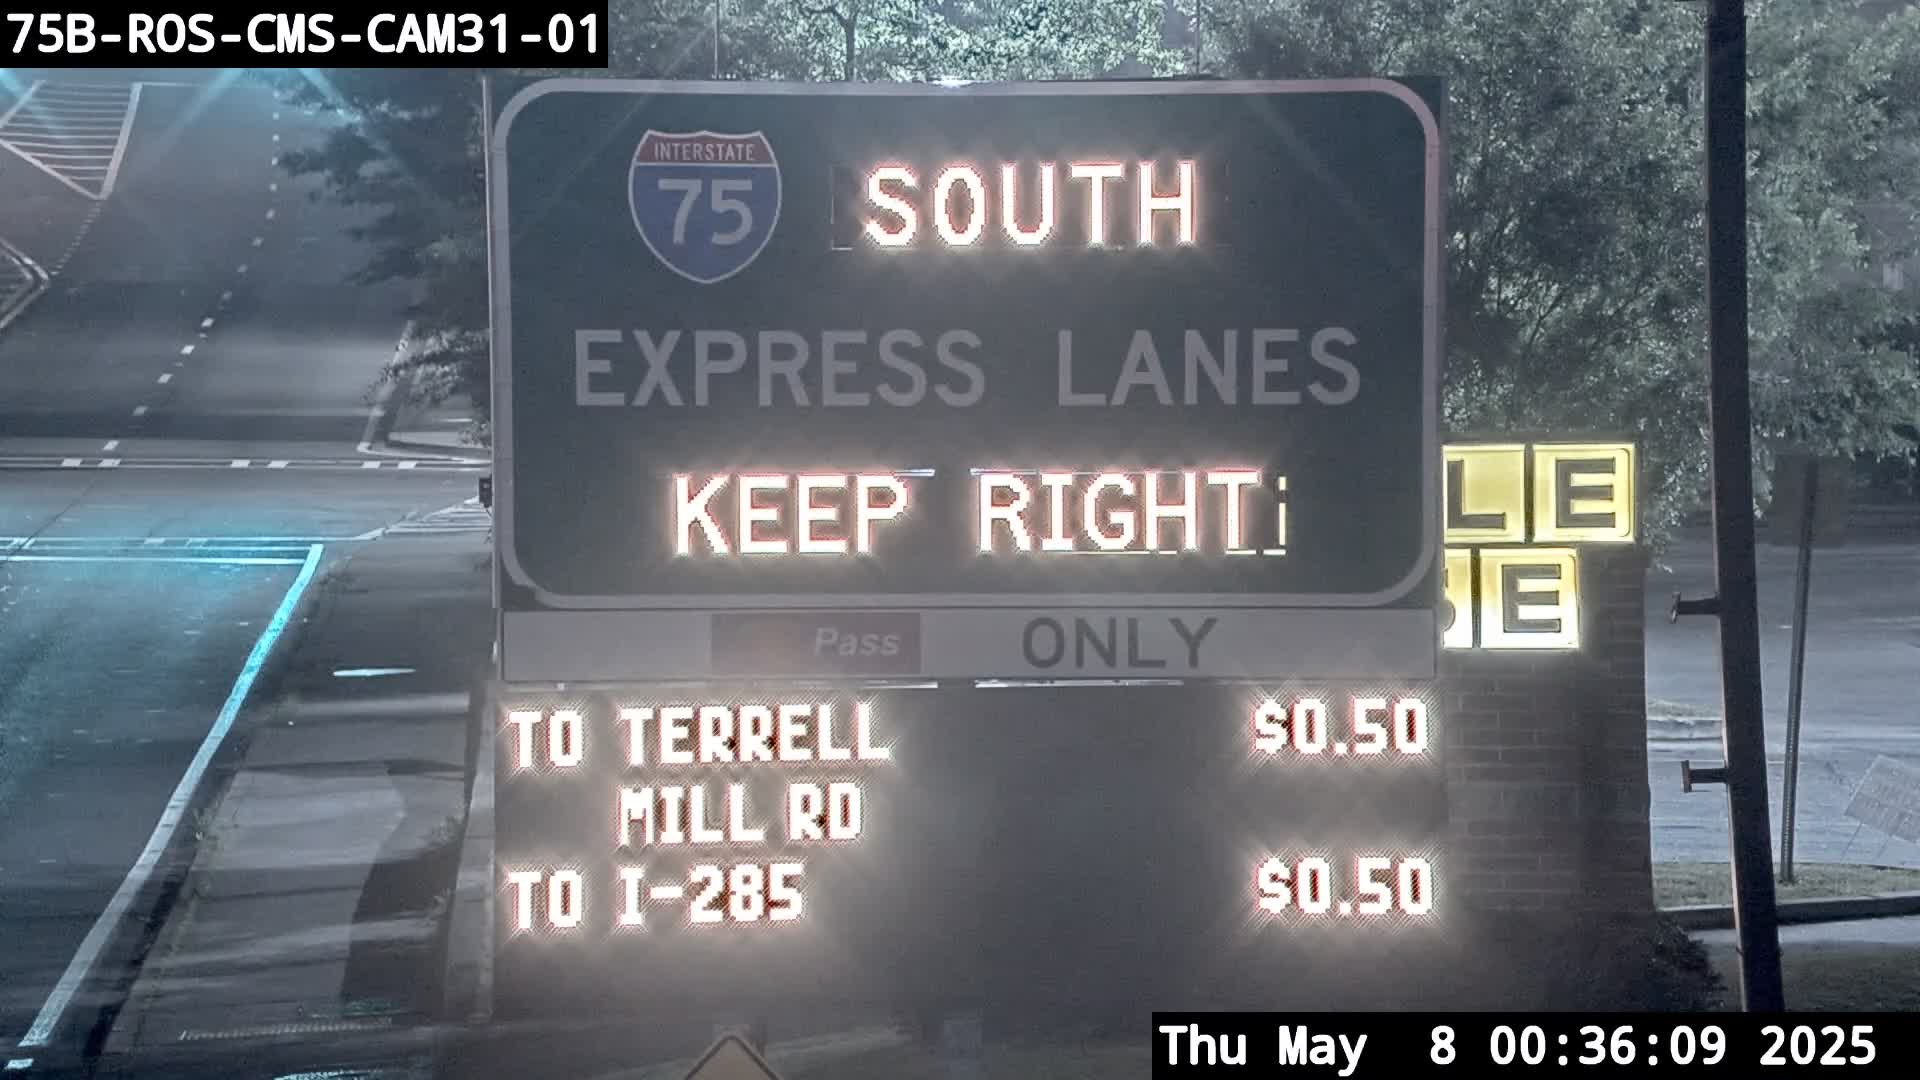 75B-ROS-CMS-CAM31-01
INTERSTATE
75
SOUTH
EXPRESS LANES
KEEP RIGHT
Pass ONLY
TO TERRELL $0.50
MILL RD
TO I-285 $0.50
LE
E
Thu May 8 00:36:09 2025